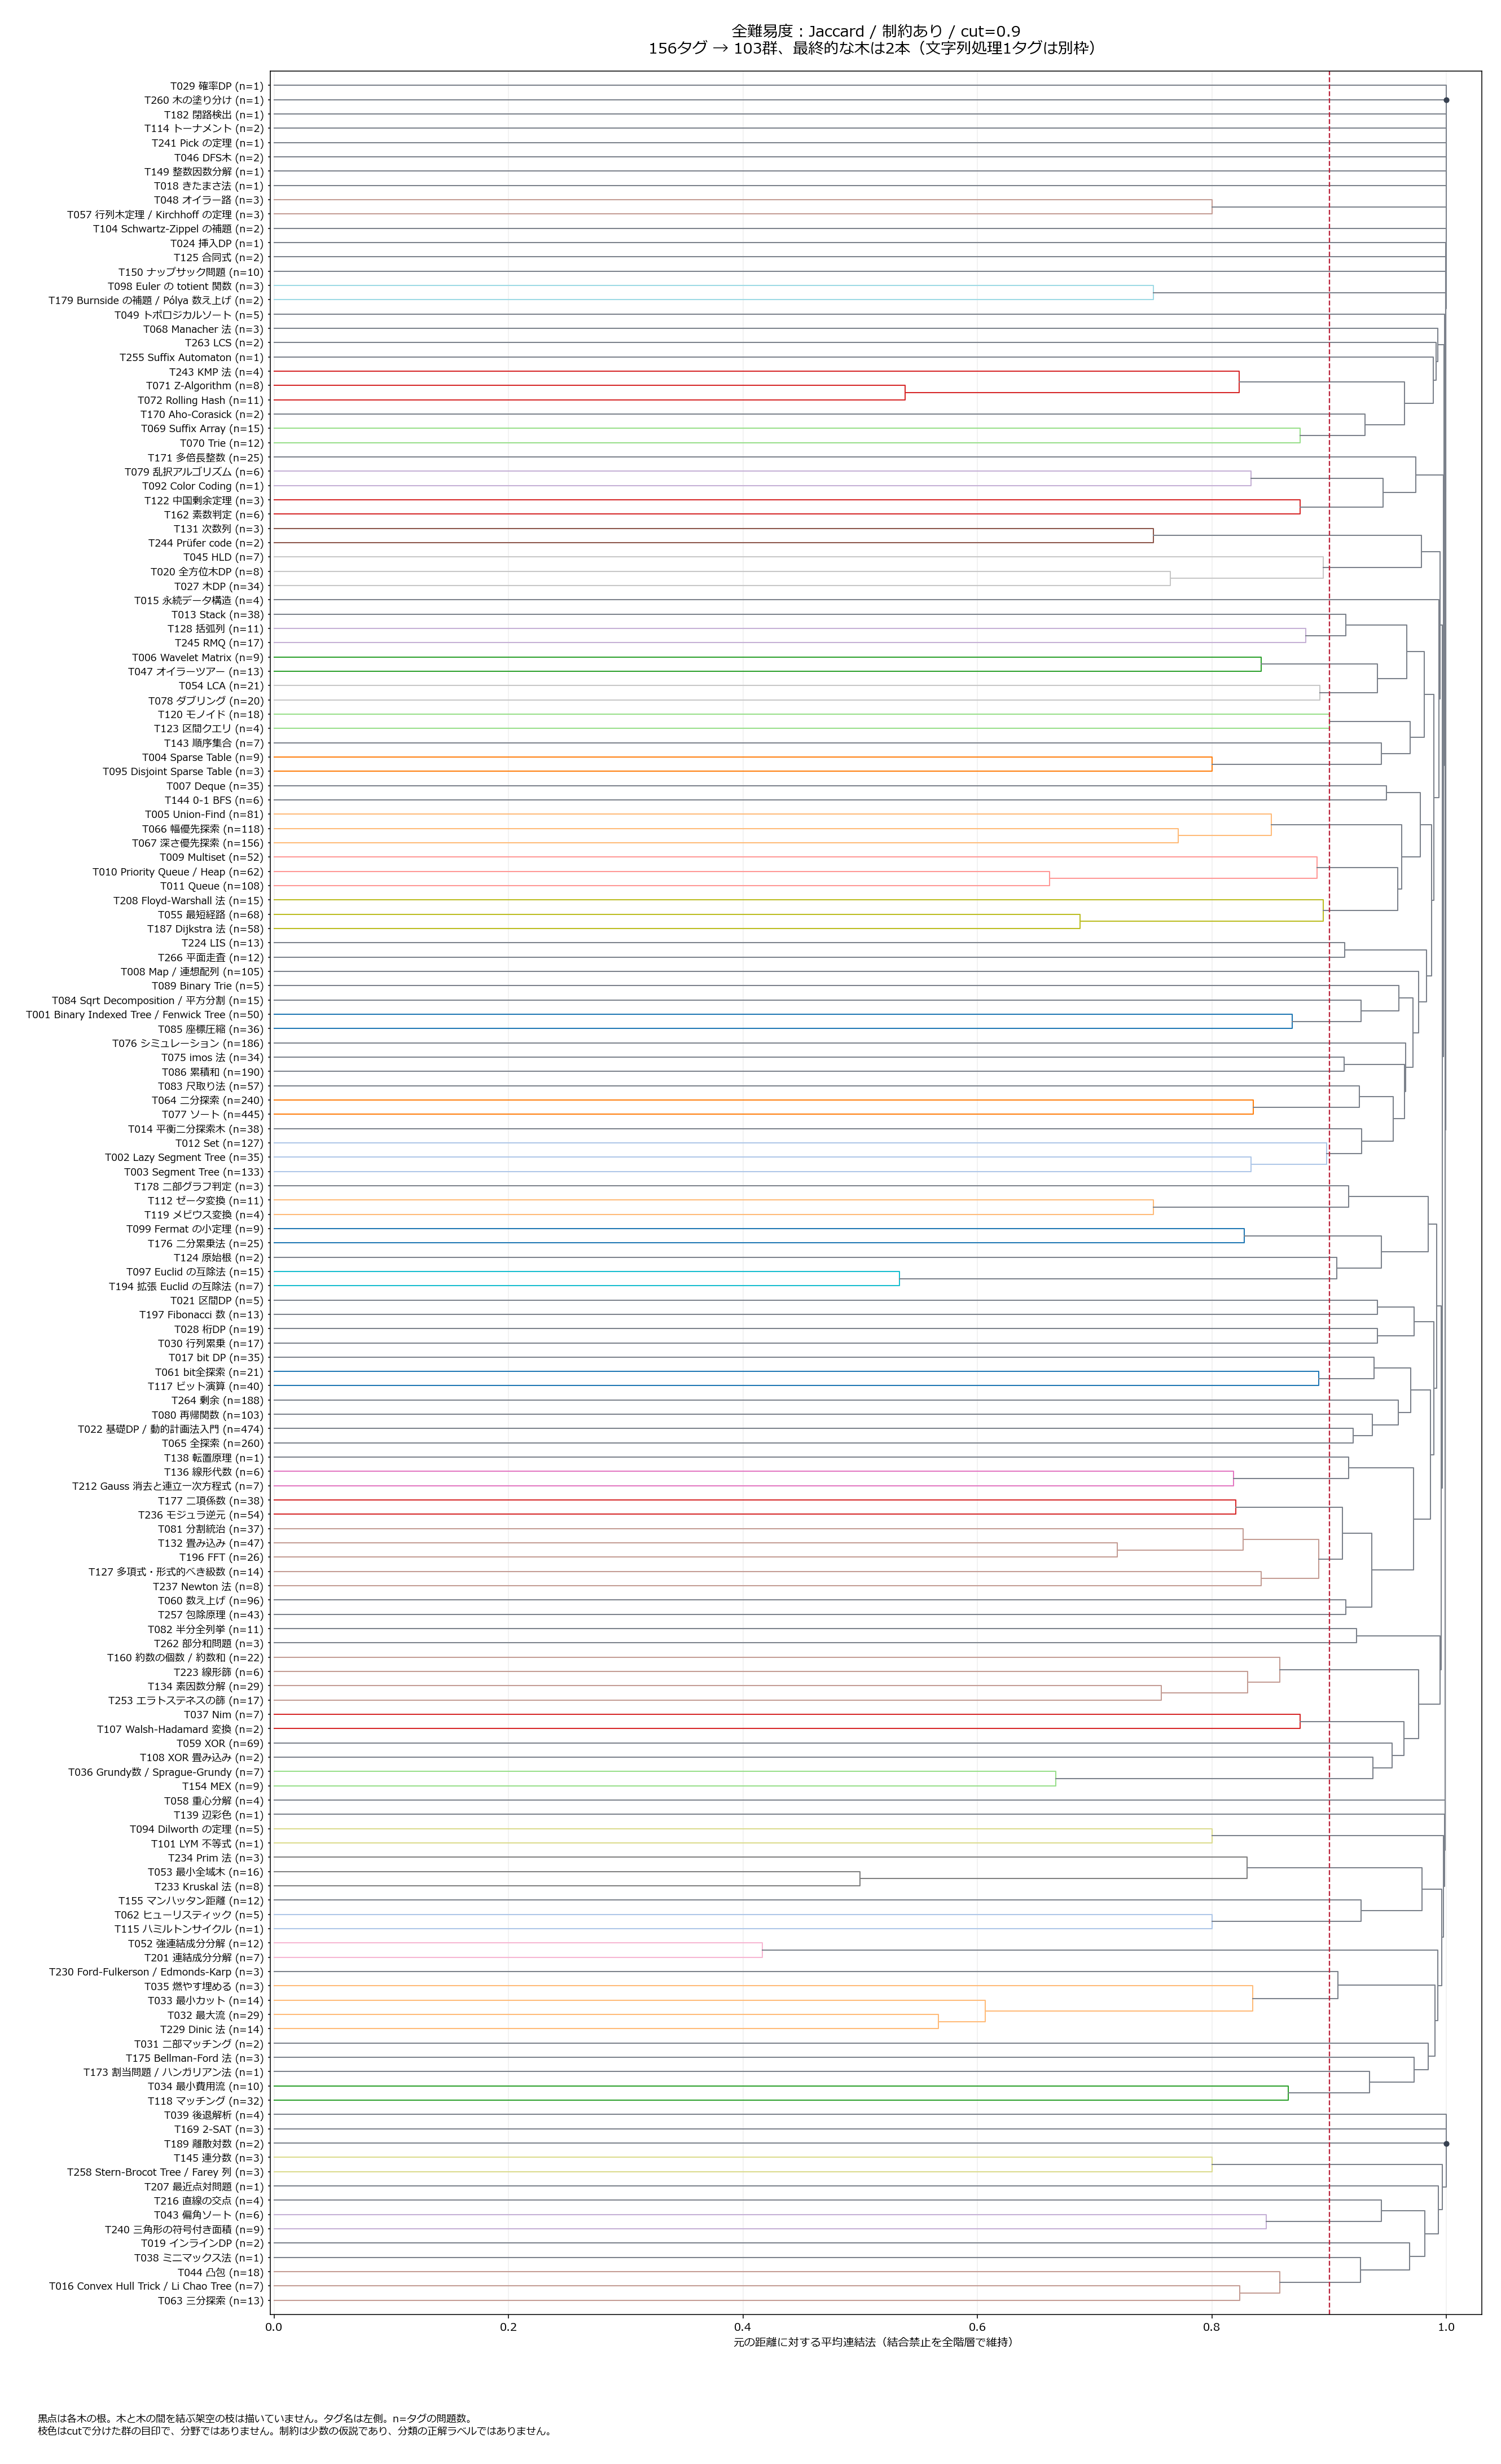 全難易度：Jaccard / 制約あり / cut=0.9
156タグ → 103群、最終的な木は2本（文字列処理1タグは別枠）
T029 確率DP (n=1)
T260 木の塗り分け (n=1)
T182 閉路検出 (n=1)
T114 トーナメント (n=2)
T241 Pick の定理 (n=1)
T046 DFS木 (n=2)
T149 整数因数分解 (n=1)
T018 きたまさ法 (n=1)
T048 オイラー路 (n=3)
T057 行列木定理 / Kirchhoff の定理 (n=3)
T104 Schwartz-Zippel の補題 (n=2)
T024 挿入DP (n=1)
T125 合同式 (n=2)
T150 ナップサック問題 (n=10)
T098 Euler の totient 関数 (n=3)
T179 Burnside の補題 / Pólya 数え上げ (n=2)
T049 トポロジカルソート (n=5)
T068 Manacher 法 (n=3)
T263 LCS (n=2)
T255 Suffix Automaton (n=1)
T243 KMP 法 (n=4)
T071 Z-Algorithm (n=8)
T072 Rolling Hash (n=11)
T170 Aho-Corasick (n=2)
T069 Suffix Array (n=15)
T070 Trie (n=12)
T171 多倍長整数 (n=25)
T079 乱択アルゴリズム (n=6)
T092 Color Coding (n=1)
T122 中国剰余定理 (n=3)
T162 素数判定 (n=6)
T131 次数列 (n=3)
T244 Prüfer code (n=2)
T045 HLD (n=7)
T020 全方位木DP (n=8)
T027 木DP (n=34)
T015 永続データ構造 (n=4)
T013 Stack (n=38)
T128 括弧列 (n=11)
T245 RMQ (n=17)
T006 Wavelet Matrix (n=9)
T047 オイラーツアー (n=13)
T054 LCA (n=21)
T078 ダブリング (n=20)
T120 モノイド (n=18)
T123 区間クエリ (n=4)
T143 順序集合 (n=7)
T004 Sparse Table (n=9)
T095 Disjoint Sparse Table (n=3)
T007 Deque (n=35)
T144 0-1 BFS (n=6)
T005 Union-Find (n=81)
T066 幅優先探索 (n=118)
T067 深さ優先探索 (n=156)
T009 Multiset (n=52)
T010 Priority Queue / Heap (n=62)
T011 Queue (n=108)
T208 Floyd-Warshall 法 (n=15)
T055 最短経路 (n=68)
T187 Dijkstra 法 (n=58)
T224 LIS (n=13)
T266 平面走査 (n=12)
T008 Map / 連想配列 (n=105)
T089 Binary Trie (n=5)
T084 Sqrt Decomposition / 平方分割 (n=15)
T001 Binary Indexed Tree / Fenwick Tree (n=50)
T085 座標圧縮 (n=36)
T076 シミュレーション (n=186)
T075 imos 法 (n=34)
T086 累積和 (n=190)
T083 尺取り法 (n=57)
T064 二分探索 (n=240)
T077 ソート (n=445)
T014 平衡二分探索木 (n=38)
T012 Set (n=127)
T002 Lazy Segment Tree (n=35)
T003 Segment Tree (n=133)
T178 二部グラフ判定 (n=3)
T112 ゼータ変換 (n=11)
T119 メビウス変換 (n=4)
T099 Fermat の小定理 (n=9)
T176 二分累乗法 (n=25)
T124 原始根 (n=2)
T097 Euclid の互除法 (n=15)
T194 拡張 Euclid の互除法 (n=7)
T021 区間DP (n=5)
T197 Fibonacci 数 (n=13)
T028 桁DP (n=19)
T030 行列累乗 (n=17)
T017 bit DP (n=35)
T061 bit全探索 (n=21)
T117 ビット演算 (n=40)
T264 剰余 (n=188)
T080 再帰関数 (n=103)
T022 基礎DP / 動的計画法入門 (n=474)
T065 全探索 (n=260)
T138 転置原理 (n=1)
T136 線形代数 (n=6)
T212 Gauss 消去と連立一次方程式 (n=7)
T177 二項係数 (n=38)
T236 モジュラ逆元 (n=54)
T081 分割統治 (n=37)
T132 畳み込み (n=47)
T196 FFT (n=26)
T127 多項式・形式的べき級数 (n=14)
T237 Newton 法 (n=8)
T060 数え上げ (n=96)
T257 包除原理 (n=43)
T082 半分全列挙 (n=11)
T262 部分和問題 (n=3)
T160 約数の個数 / 約数和 (n=22)
T223 線形篩 (n=6)
T134 素因数分解 (n=29)
T253 エラトステネスの篩 (n=17)
T037 Nim (n=7)
T107 Walsh-Hadamard 変換 (n=2)
T059 XOR (n=69)
T108 XOR 畳み込み (n=2)
T036 Grundy数 / Sprague-Grundy (n=7)
T154 MEX (n=9)
T058 重心分解 (n=4)
T139 辺彩色 (n=1)
T094 Dilworth の定理 (n=5)
T101 LYM 不等式 (n=1)
T234 Prim 法 (n=3)
T053 最小全域木 (n=16)
T233 Kruskal 法 (n=8)
T155 マンハッタン距離 (n=12)
T062 ヒューリスティック (n=5)
T115 ハミルトンサイクル (n=1)
T052 強連結成分分解 (n=12)
T201 連結成分分解 (n=7)
T230 Ford-Fulkerson / Edmonds-Karp (n=3)
T035 燃やす埋める (n=3)
T033 最小カット (n=14)
T032 最大流 (n=29)
T229 Dinic 法 (n=14)
T031 二部マッチング (n=2)
T175 Bellman-Ford 法 (n=3)
T173 割当問題 / ハンガリアン法 (n=1)
T034 最小費用流 (n=10)
T118 マッチング (n=32)
T039 後退解析 (n=4)
T169 2-SAT (n=3)
T189 離散対数 (n=2)
T145 連分数 (n=3)
T258 Stern-Brocot Tree / Farey 列 (n=3)
T207 最近点対問題 (n=1)
T216 直線の交点 (n=4)
T043 偏角ソート (n=6)
T240 三角形の符号付き面積 (n=9)
T019 インラインDP (n=2)
T038 ミニマックス法 (n=1)
T044 凸包 (n=18)
T016 Convex Hull Trick / Li Chao Tree (n=7)
T063 三分探索 (n=13)
0.0 0.2 0.4 0.6 0.8 1.0
元の距離に対する平均連結法（結合禁止を全階層で維持）
黒点は各木の根。木と木の間を結ぶ架空の枝は描いていません。タグ名は左側。n=タグの問題数。
枝色はcutで分けた群の目印で、分野ではありません。制約は少数の仮説であり、分類の正解ラベルではありません。